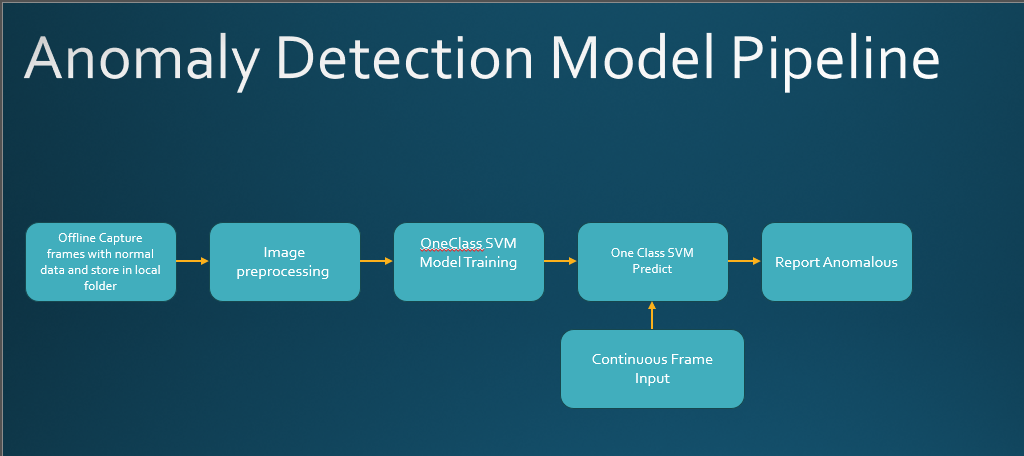 Anomaly Detection Model Pipeline
Offline Capture
frames with normal
data and store in local
folder
Image
preprocessing
OneClass SVM
Model Training
One Class SVM
Predict
Report Anomalous
Continuous Frame
Input